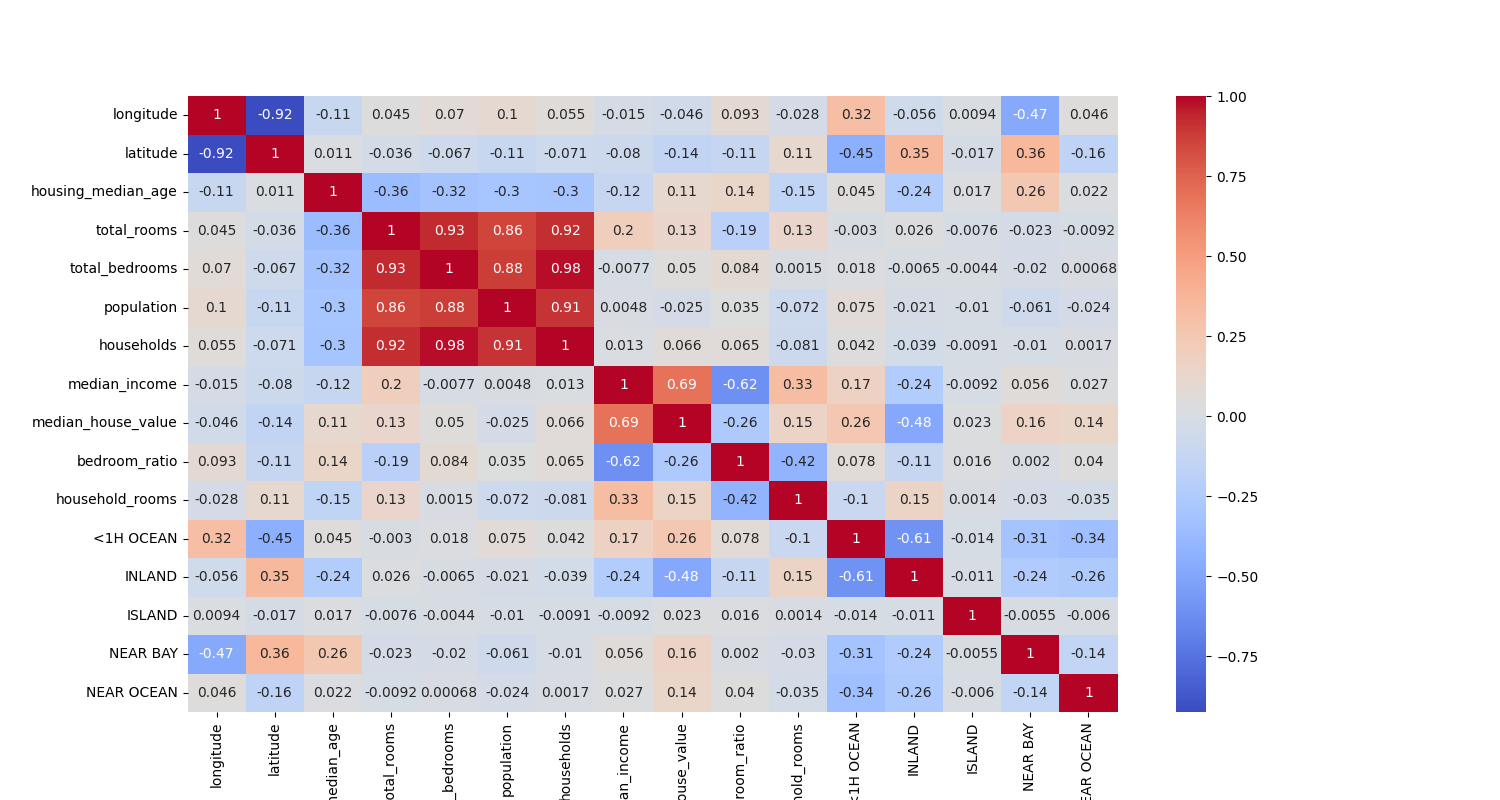 longitude 1 -0.92 -0.11 0.045 0.07 0.1 0.055 -0.015 -0.046 0.093 -0.028 0.32 -0.056 0.0094 -0.47 0.046
latitude -0.92 1 0.011 -0.036 -0.067 -0.11 -0.071 -0.08 -0.14 -0.11 0.11 -0.45 0.35 -0.017 0.36 -0.16
housing_median_age -0.11 0.011 1 -0.36 -0.32 -0.3 -0.3 -0.12 0.11 0.14 -0.15 0.045 -0.24 0.017 0.26 0.022
total_rooms 0.045 -0.036 -0.36 1 0.93 0.86 0.92 0.2 0.13 -0.19 0.13 -0.003 0.026 -0.0076 -0.023 -0.0092
total_bedrooms 0.07 -0.067 -0.32 0.93 1 0.88 0.98 -0.0077 0.05 0.084 0.0015 0.018 -0.0065 -0.0044 -0.02 0.00068
population 0.1 -0.11 -0.3 0.86 0.88 1 0.91 0.0048 -0.025 0.035 -0.072 0.075 -0.021 -0.01 -0.061 -0.024
households 0.055 -0.071 -0.3 0.92 0.98 0.91 1 0.013 0.066 0.065 -0.081 0.042 -0.039 -0.0091 -0.01 0.0017
median_income -0.015 -0.08 -0.12 0.2 -0.0077 0.0048 0.013 1 0.69 -0.62 0.33 0.17 -0.24 -0.0092 0.056 0.027
median_house_value -0.046 -0.14 0.11 0.13 0.05 -0.025 0.066 0.69 1 -0.26 0.15 0.26 -0.48 0.023 0.16 0.14
bedroom_ratio 0.093 -0.11 0.14 -0.19 0.084 0.035 0.065 -0.62 -0.26 1 -0.42 0.078 -0.11 0.016 0.002 0.04
household_rooms -0.028 0.11 -0.15 0.13 0.0015 -0.072 -0.081 0.33 0.15 -0.42 1 -0.1 0.15 0.0014 -0.03 -0.035
<1H OCEAN 0.32 -0.45 0.045 -0.003 0.018 0.075 0.042 0.17 0.26 0.078 -0.1 1 -0.61 -0.014 -0.31 -0.34
INLAND -0.056 0.35 -0.24 0.026 -0.0065 -0.021 -0.039 -0.24 -0.48 -0.11 0.15 -0.61 1 -0.011 -0.24 -0.26
ISLAND 0.0094 -0.017 0.017 -0.0076 -0.0044 -0.01 -0.0091 -0.0092 0.023 0.016 0.0014 -0.014 -0.011 1 -0.0055 -0.006
NEAR BAY -0.47 0.36 0.26 -0.023 -0.02 -0.061 -0.01 0.056 0.16 0.002 -0.03 -0.31 -0.24 -0.0055 1 -0.14
NEAR OCEAN 0.046 -0.16 0.022 -0.0092 0.00068 -0.024 0.0017 0.027 0.14 0.04 -0.035 -0.34 -0.26 -0.006 -0.14 1
longitude
latitude
median_age
otal_rooms
_bedrooms
population
households
an_income
ouse_value
room_ratio
hold_rooms
<1H OCEAN
INLAND
ISLAND
NEAR BAY
EAR OCEAN
1.00
0.75
0.50
0.25
0.00
−0.25
−0.50
−0.75